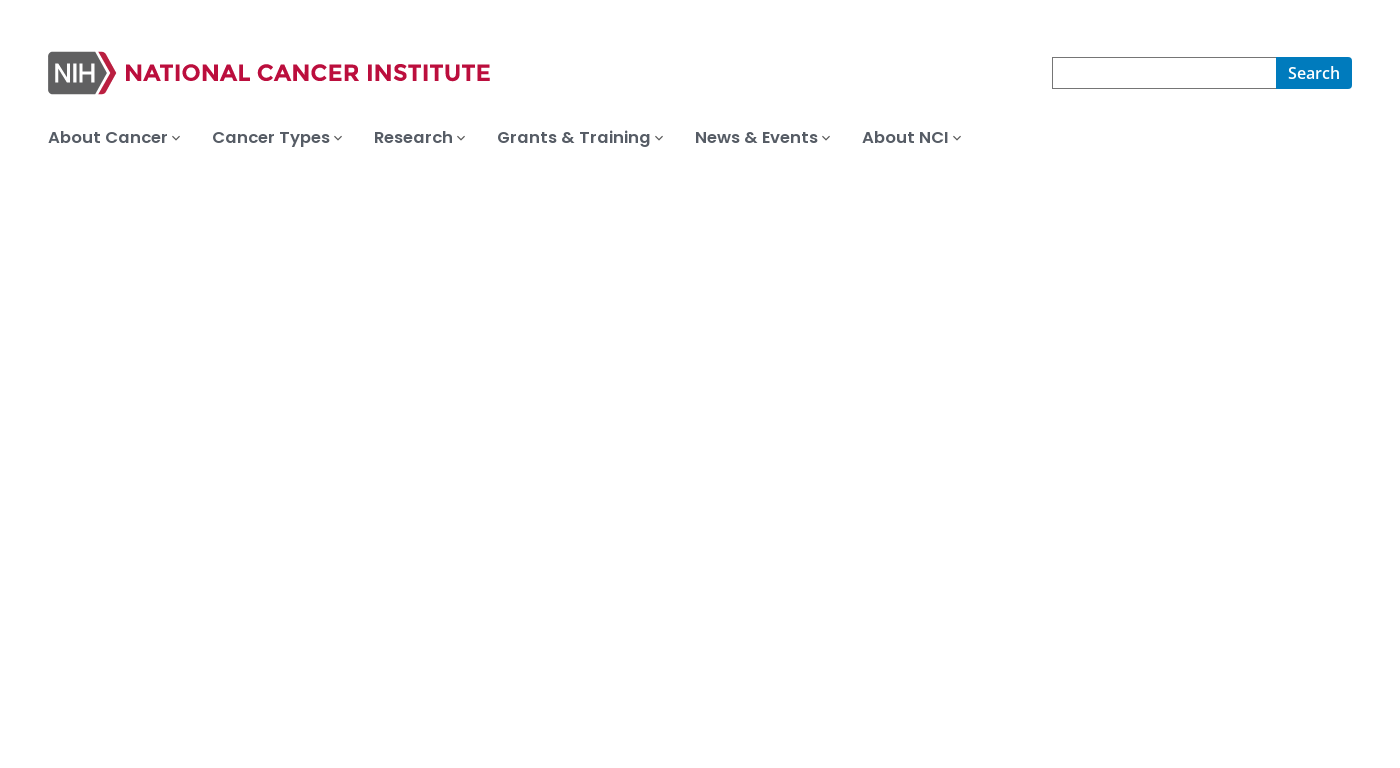 NIH NATIONAL CANCER INSTITUTE
Search
About Cancer Cancer Types Research Grants & Training News & Events About NCI